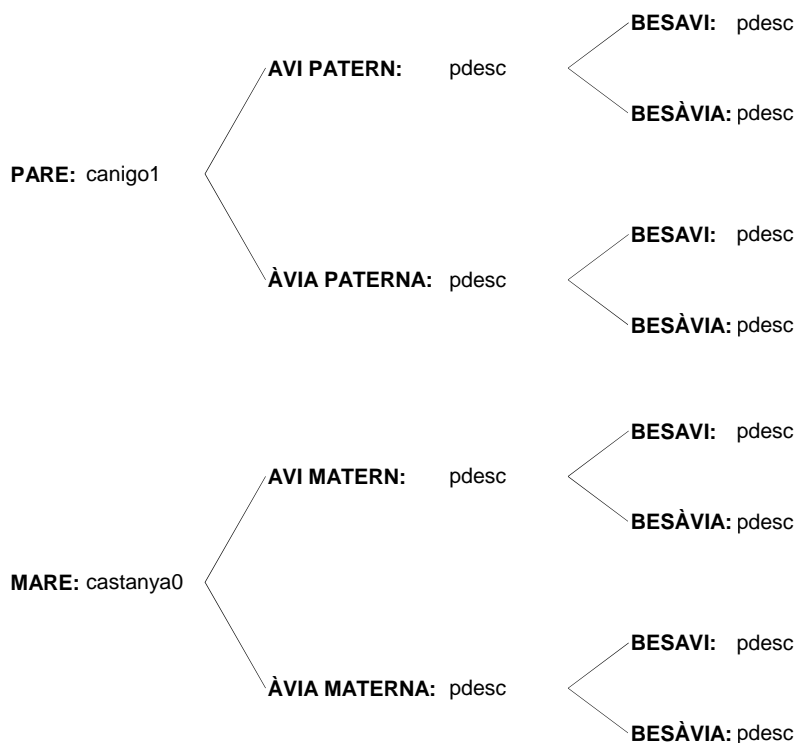 BESAVI: pdesc
AVI PATERN: pdesc
BESÀVIA: pdesc
PARE: canigo1
BESAVI: pdesc
ÀVIA PATERNA: pdesc
BESÀVIA: pdesc
BESAVI: pdesc
AVI MATERN: pdesc
BESÀVIA: pdesc
MARE: castanya0
BESAVI: pdesc
ÀVIA MATERNA: pdesc
BESÀVIA: pdesc